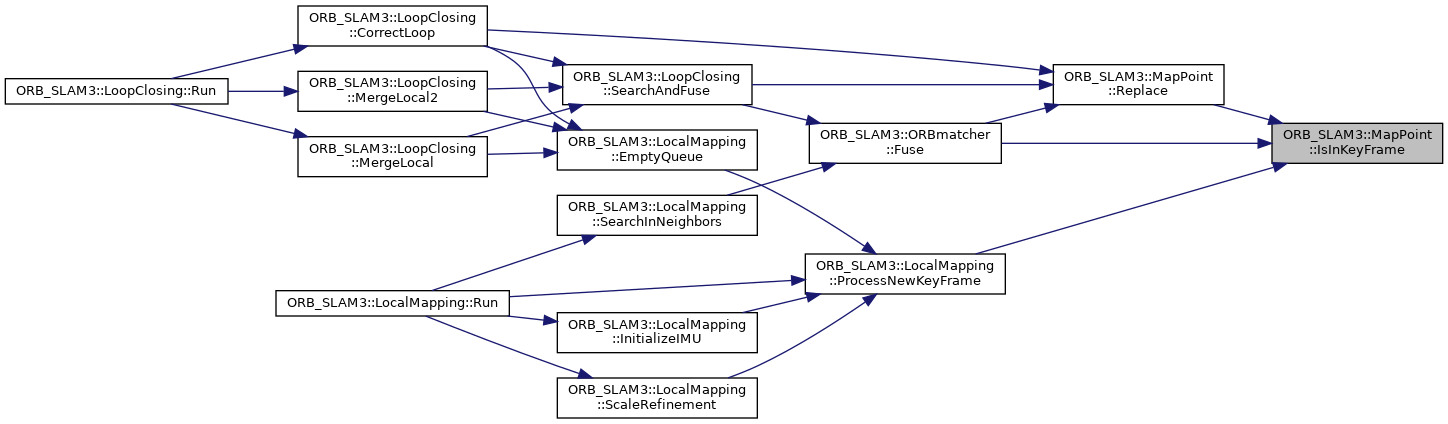 ORB_SLAM3::LoopClosing
::CorrectLoop
ORB_SLAM3::LoopClosing::Run
ORB_SLAM3::LoopClosing
::MergeLocal2
ORB_SLAM3::LoopClosing
::MergeLocal
ORB_SLAM3::LoopClosing
::SearchAndFuse
ORB_SLAM3::LocalMapping
::EmptyQueue
ORB_SLAM3::LocalMapping
::SearchInNeighbors
ORB_SLAM3::LocalMapping::Run
ORB_SLAM3::LocalMapping
::InitializeIMU
ORB_SLAM3::LocalMapping
::ScaleRefinement
ORB_SLAM3::ORBmatcher
::Fuse
ORB_SLAM3::LocalMapping
::ProcessNewKeyFrame
ORB_SLAM3::MapPoint
::Replace
ORB_SLAM3::MapPoint
::IsInKeyFrame